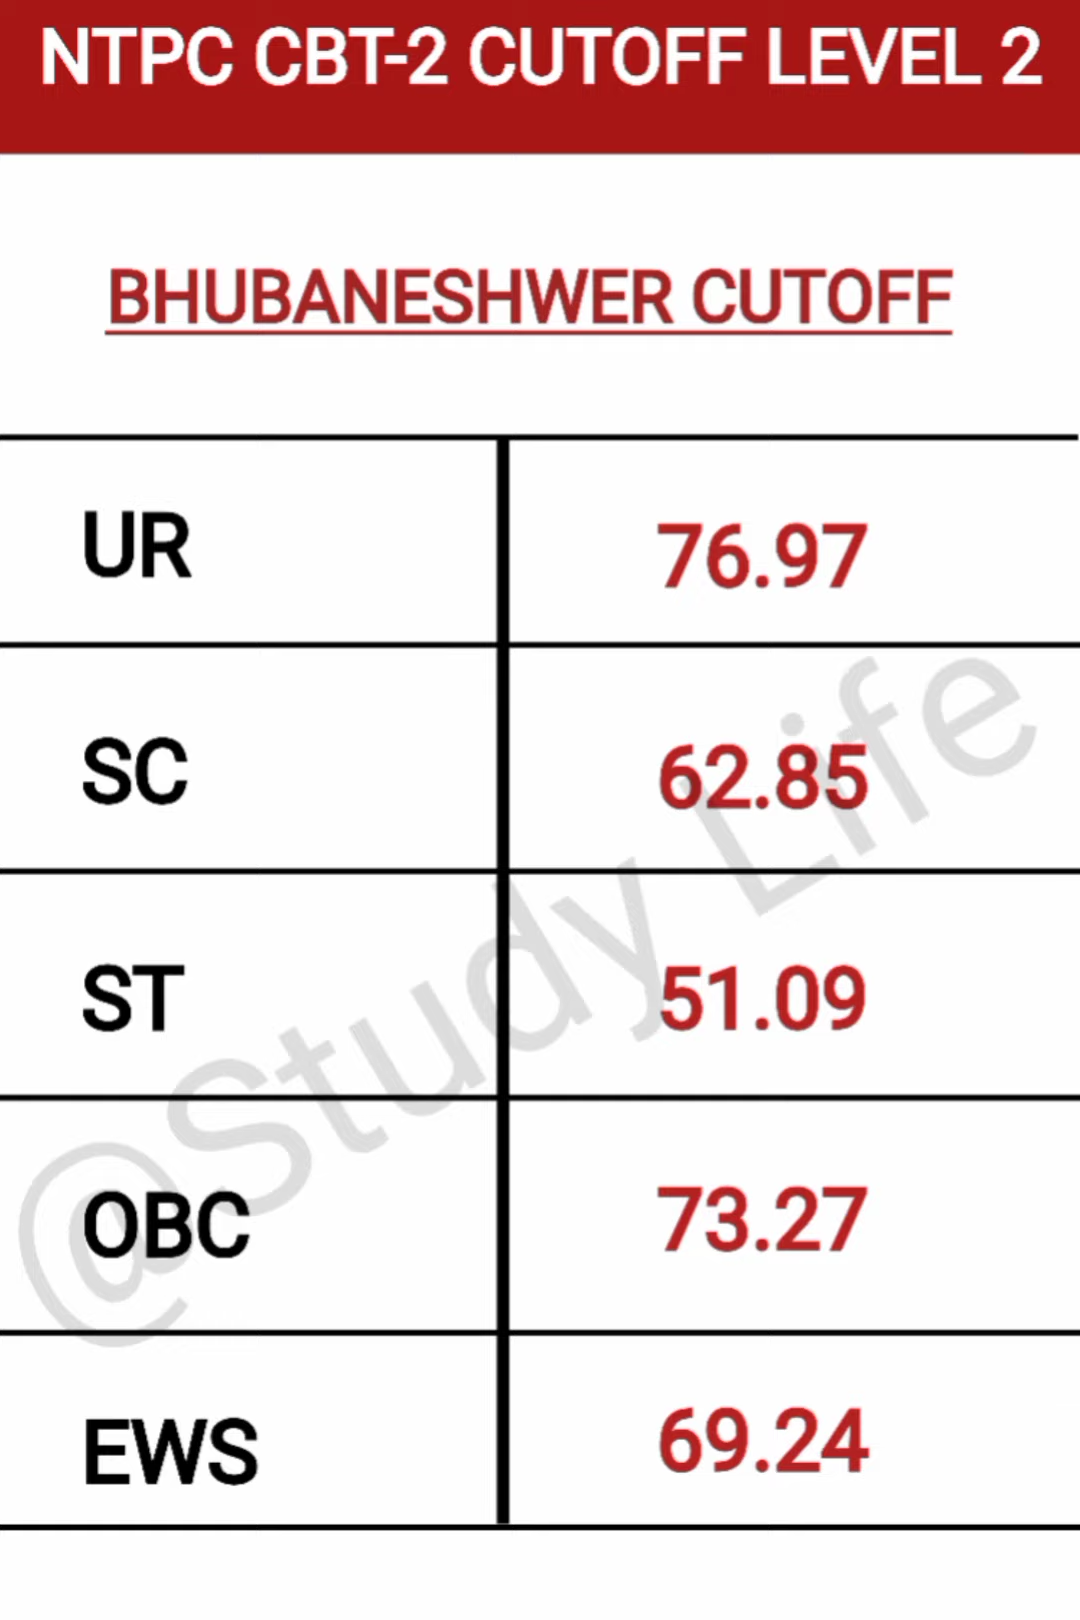 NTPC CBT-2 CUTOFF LEVEL 2
BHUBANESHWER CUTOFF
UR 76.97
SC 62.85
ST 51.09
OBC 73.27
EWS 69.24
@Study Life